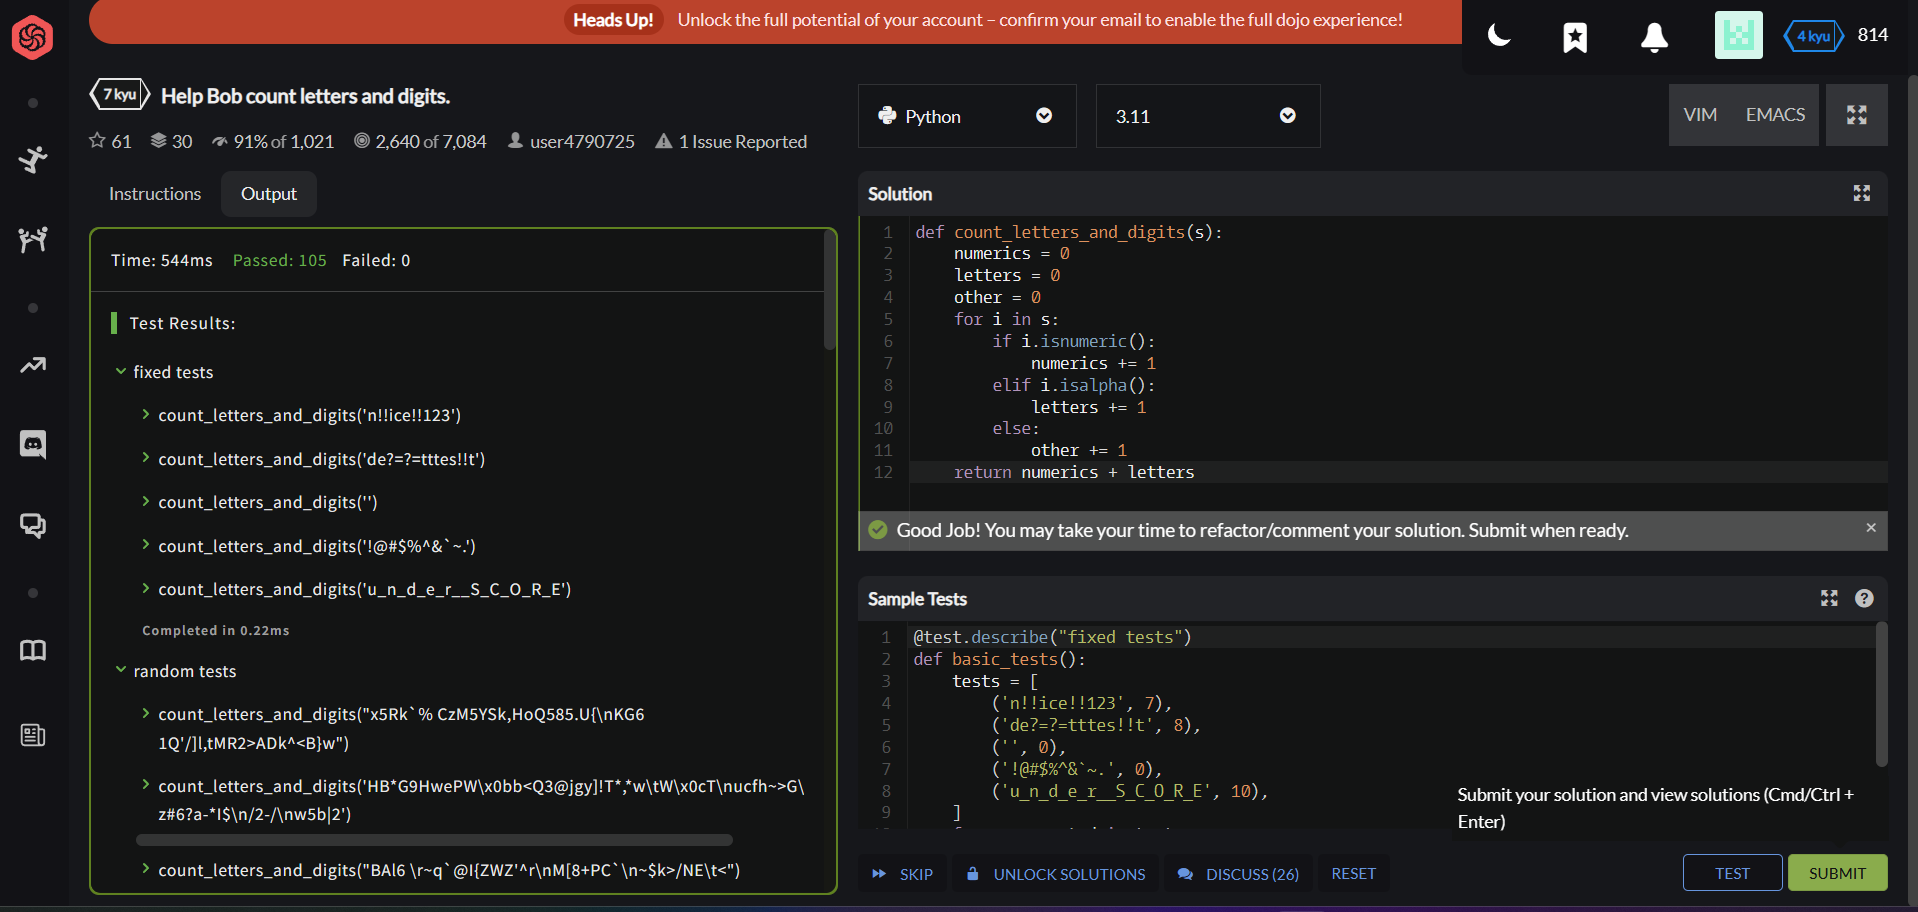 Heads Up! Unlock the full potential of your account – confirm your email to enable the full dojo experience!
4 kyu 814
7 kyu Help Bob count letters and digits.
61 30 91% of 1,021 2,640 of 7,084 user4790725 1 Issue Reported
Instructions Output
Time: 544ms Passed: 105 Failed: 0
Test Results:
fixed tests
count_letters_and_digits('n!!ice!!123')
count_letters_and_digits('de?=?=tttes!!t')
count_letters_and_digits('')
count_letters_and_digits('!@#$%^&`~.')
count_letters_and_digits('u_n_d_e_r__S_C_O_R_E')
Completed in 0.22ms
random tests
count_letters_and_digits("x5Rk`% CzM5YSk,HoQ585.U{\nKG6
1Q'/]l,tMR2>ADk^<B}w")
count_letters_and_digits('HB*G9HwePW\x0bb<Q3@jgy]!T*,*w\tW\x0cT\nucfh~>G\
z#6?a-*I$\n/2-/\nw5b|2')
count_letters_and_digits("BAl6 \r~q`@I{ZWZ'^r\nM[8+PC`\n~$k>/NE\t<")
Python 3.11 VIM EMACS
Solution
1 def count_letters_and_digits(s):
2 numerics = 0
3 letters = 0
4 other = 0
5 for i in s:
6 if i.isnumeric():
7 numerics += 1
8 elif i.isalpha():
9 letters += 1
10 else:
11 other += 1
12 return numerics + letters
Good Job! You may take your time to refactor/comment your solution. Submit when ready.
Sample Tests
1 @test.describe("fixed tests")
2 def basic_tests():
3 tests = [
4 ('n!!ice!!123', 7),
5 ('de?=?=tttes!!t', 8),
6 ('', 0),
7 ('!@#$%^&`~.', 0),
8 ('u_n_d_e_r__S_C_O_R_E', 10),
9 ]
Submit your solution and view solutions (Cmd/Ctrl +
Enter)
SKIP UNLOCK SOLUTIONS DISCUSS (26) RESET TEST SUBMIT